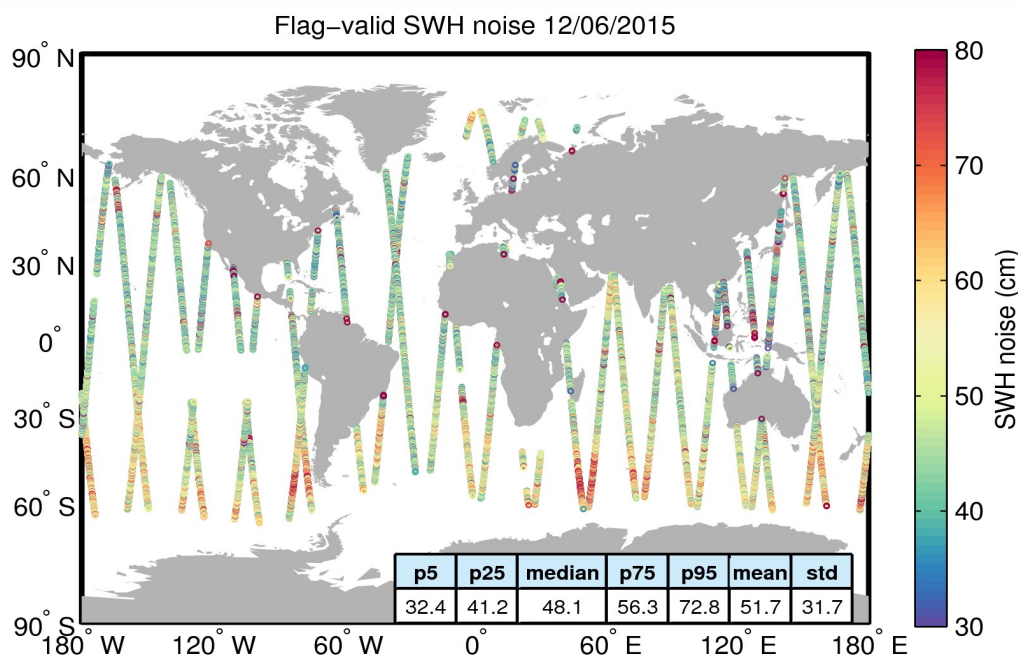 Flag−valid SWH noise 12/06/2015
90° N
60° N
30° N
0°
30° S
60° S
90° S
180° W
120° W
60° W
0°
60° E
120° E
180° E
80
70
60
50
40
30
SWH noise (cm)
p5 p25 median p75 p95 mean std
32.4 41.2 48.1 56.3 72.8 51.7 31.7